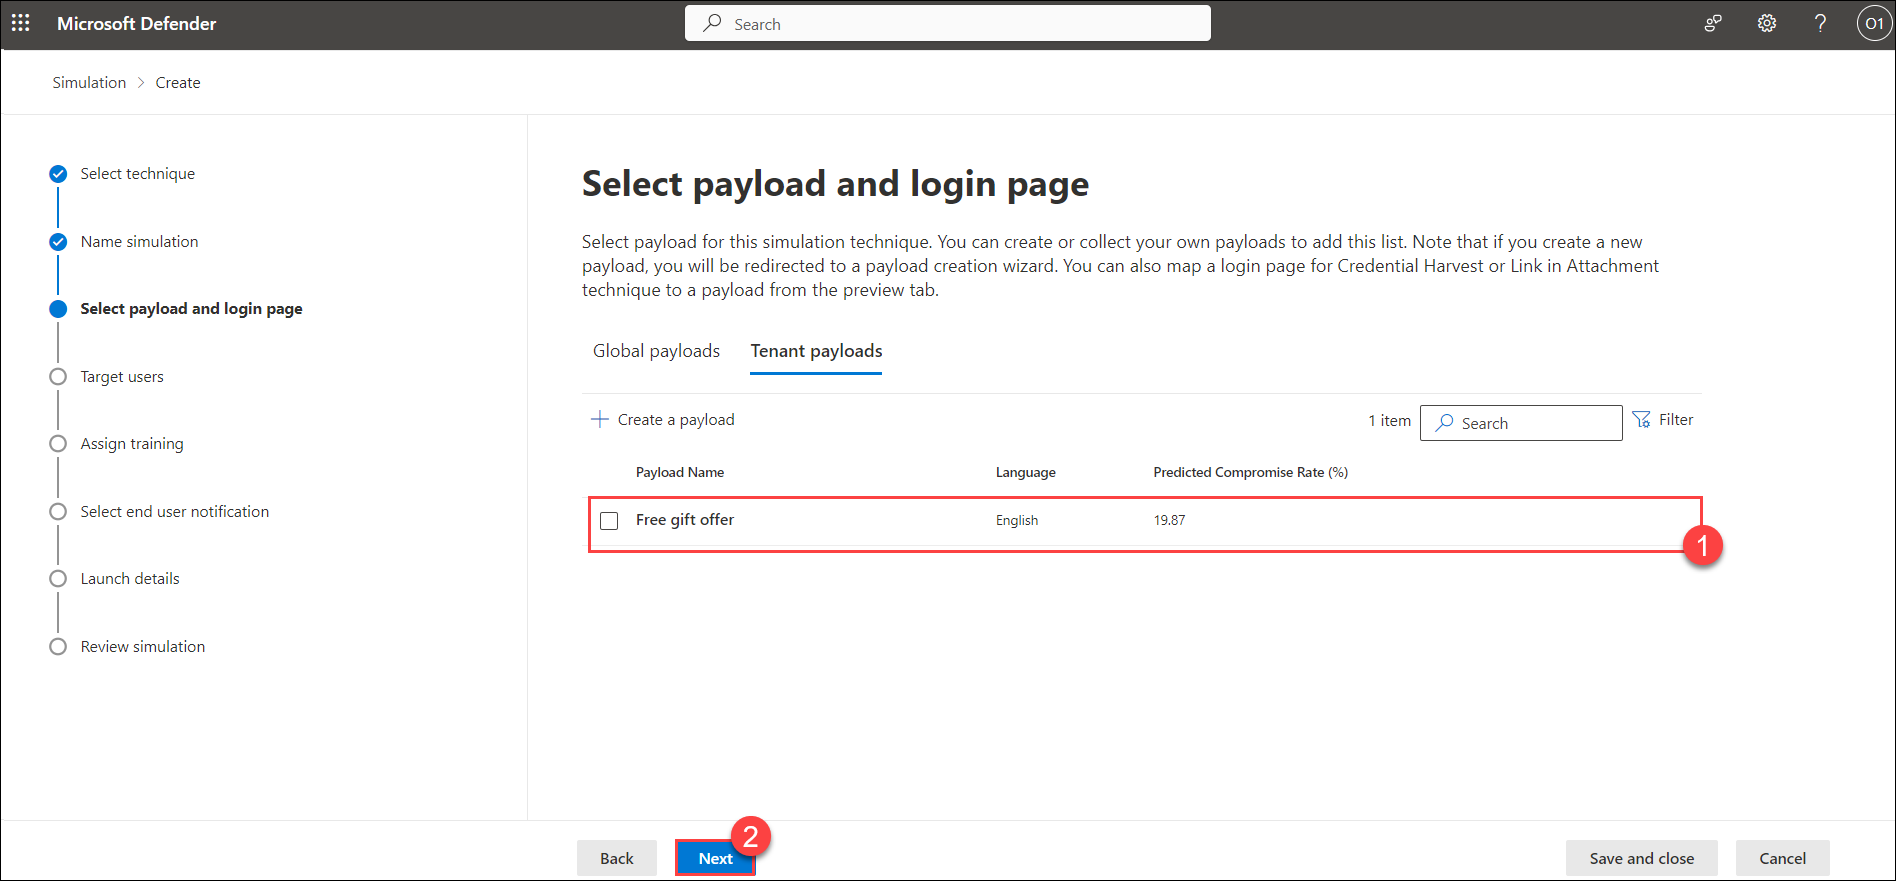 Microsoft Defender
Search
O1
Simulation > Create
Select technique
Name simulation
Select payload and login page
Target users
Assign training
Select end user notification
Launch details
Review simulation
Select payload and login page
Select payload for this simulation technique. You can create or collect your own payloads to add this list. Note that if you create a new
payload, you will be redirected to a payload creation wizard. You can also map a login page for Credential Harvest or Link in Attachment
technique to a payload from the preview tab.
Global payloads Tenant payloads
Create a payload 1 item Search Filter
Payload Name Language Predicted Compromise Rate (%)
Free gift offer English 19.87
1
2
Back Next Save and close Cancel